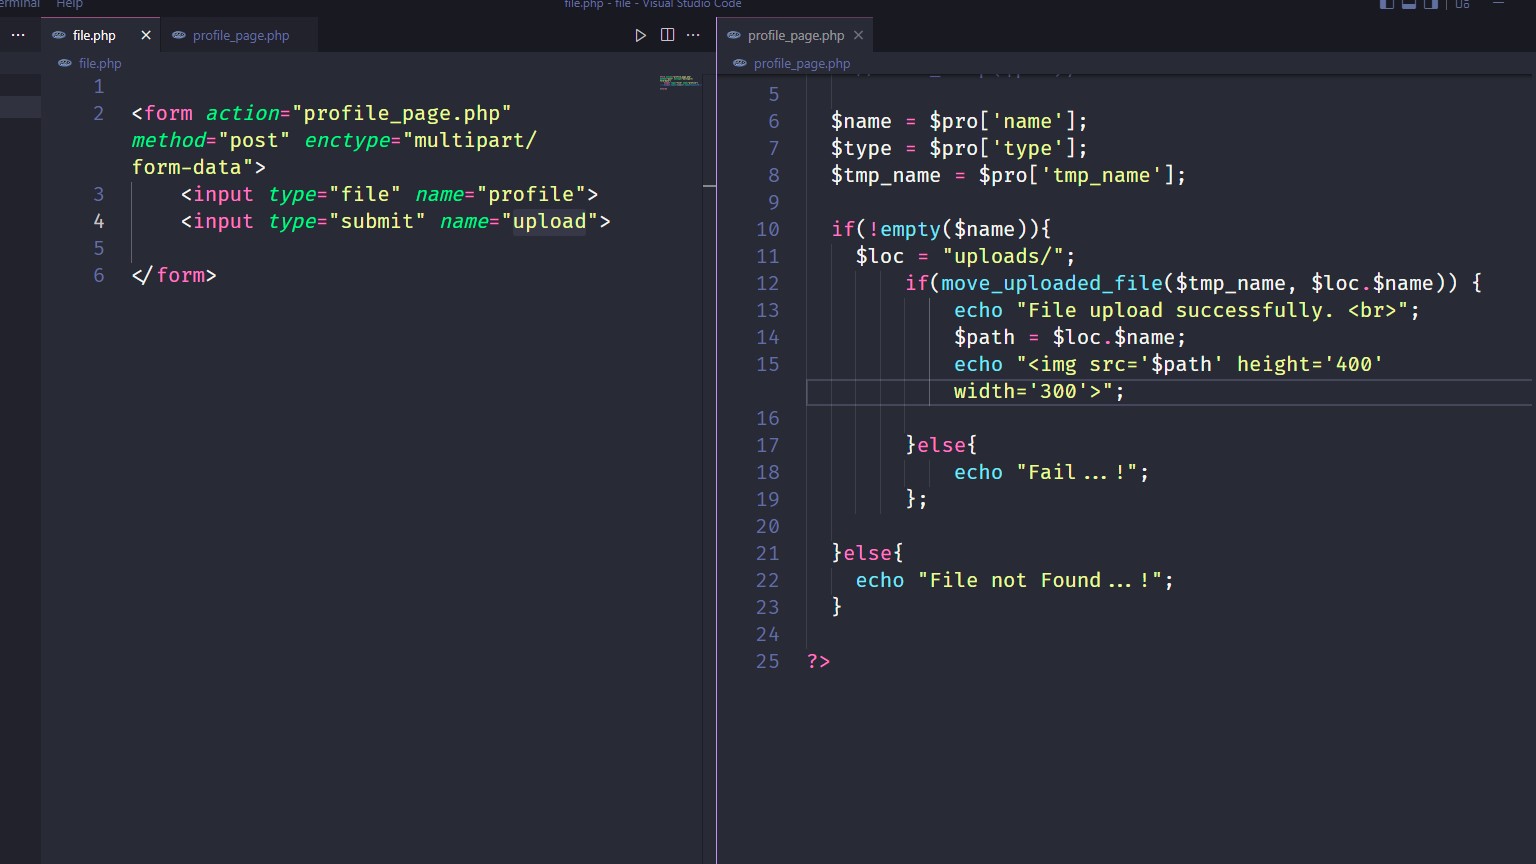 Help
file.php - file - Visual Studio Code
file.php
profile_page.php
profile_page.php
file.php
profile_page.php
1
2 <form action="profile_page.php"
method="post" enctype="multipart/
form-data">
3 <input type="file" name="profile">
4 <input type="submit" name="upload">
5
6 </form>
5
6 $name = $pro['name'];
7 $type = $pro['type'];
8 $tmp_name = $pro['tmp_name'];
9
10 if(!empty($name)){
11 $loc = "uploads/";
12 if(move_uploaded_file($tmp_name, $loc.$name)) {
13 echo "File upload successfully. <br>";
14 $path = $loc.$name;
15 echo "<img src='$path' height='400'
width='300'>";
16
17 }else{
18 echo "Fail...!";
19 };
20
21 }else{
22 echo "File not Found...!";
23 }
24
25 ?>